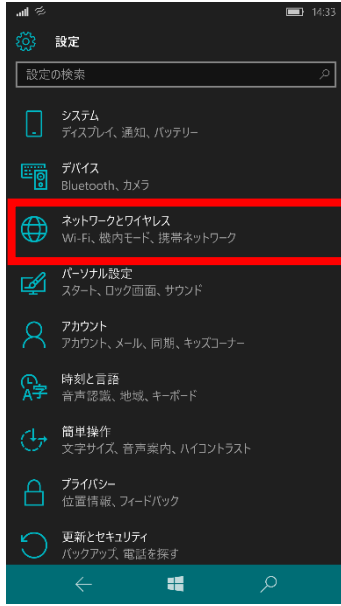 14:33
設定
設定の検索
システム
ディスプレイ、通知、バッテリー
デバイス
Bluetooth、カメラ
ネットワークとワイヤレス
Wi-Fi、機内モード、携帯ネットワーク
パーソナル設定
スタート、ロック画面、サウンド
アカウント
アカウント、メール、同期、キッズコーナー
時刻と言語
音声認識、地域、キーボード
簡単操作
文字サイズ、音声案内、ハイコントラスト
プライバシー
位置情報、フィードバック
更新とセキュリティ
バックアップ、電話を探す